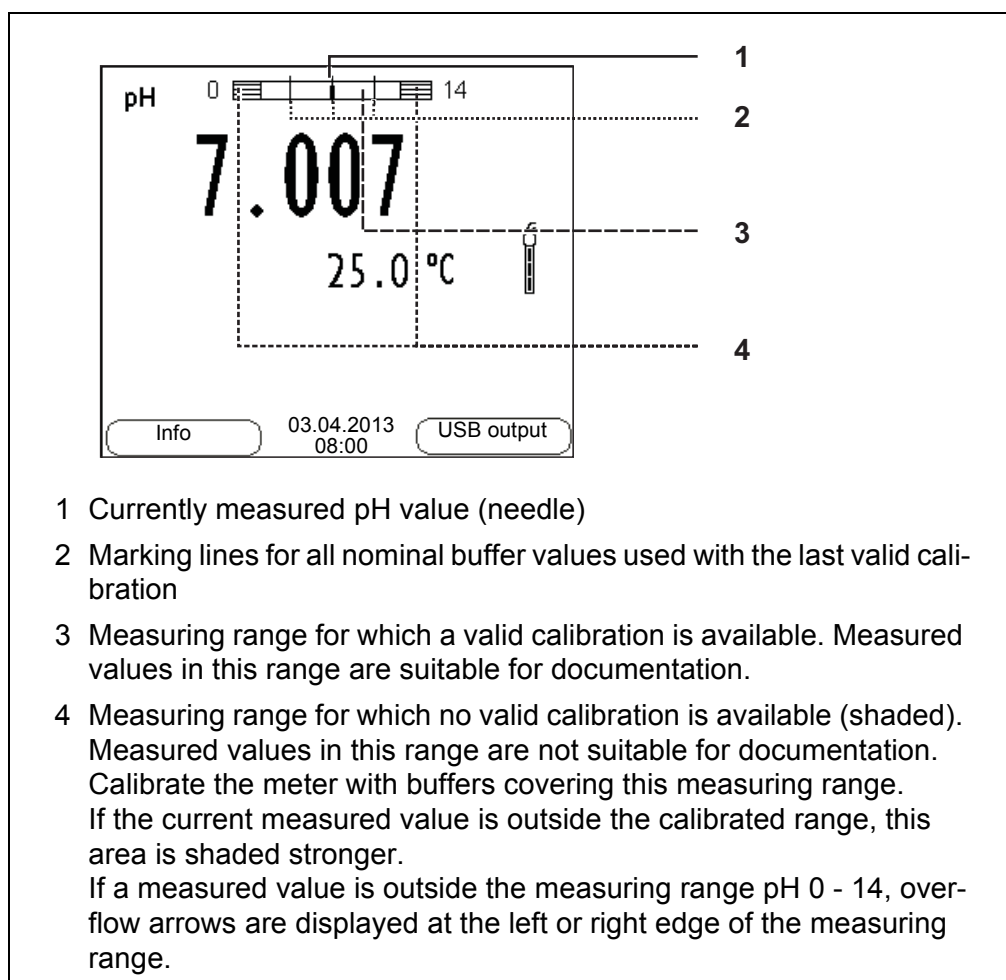 1
pH 0 14
2
7.007
3
25.0 °C
4
Info 03.04.2013 USB output
08:00
1 Currently measured pH value (needle)
2 Marking lines for all nominal buffer values used with the last valid cali-
bration
3 Measuring range for which a valid calibration is available. Measured
values in this range are suitable for documentation.
4 Measuring range for which no valid calibration is available (shaded).
Measured values in this range are not suitable for documentation.
Calibrate the meter with buffers covering this measuring range.
If the current measured value is outside the calibrated range, this
area is shaded stronger.
If a measured value is outside the measuring range pH 0 - 14, over-
flow arrows are displayed at the left or right edge of the measuring
range.